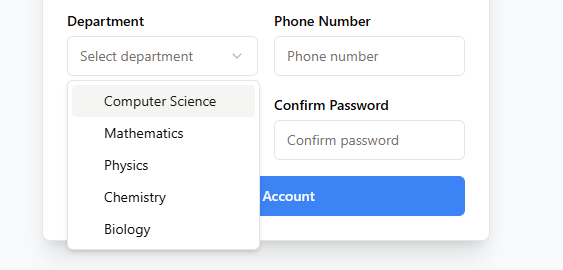 Department
Phone Number
Select department
Phone number
Computer Science
Mathematics
Physics
Chemistry
Biology
Confirm Password
Confirm password
Account